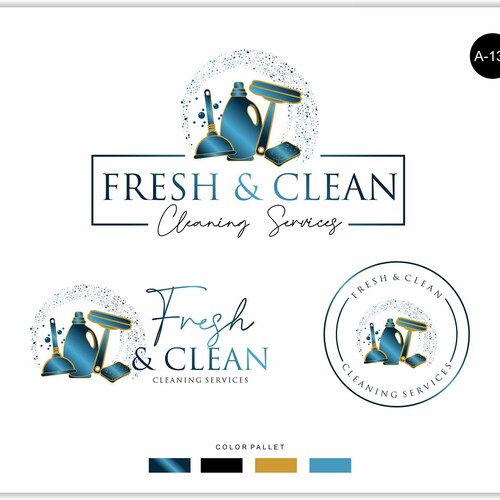 A-13
FRESH & CLEAN
Cleaning Services
Fresh
& CLEAN
CLEANING SERVICES
FRESH & CLEAN
CLEANING SERVICES
COLOR PALLET